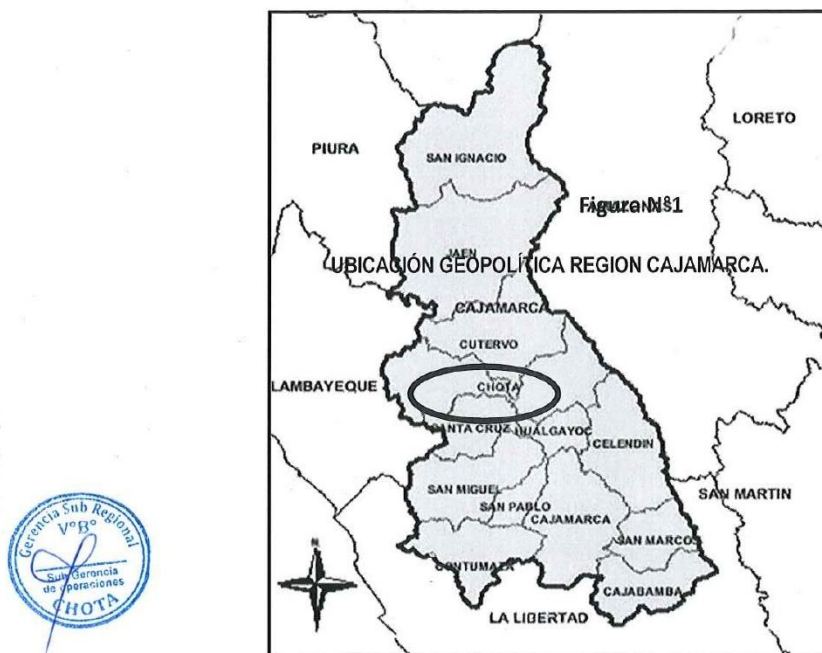 LORETO
PIURA
SAN IGNACIO
Figura N°1
JAEN
UBICACIÓN GEOPOLÍTICA REGION CAJAMARCA.
CAJAMARCA
CUTERVO
LAMBAYEQUE
CHOTA
SANTA CRUZ
HUALGAYOC
CELENDIN
SAN MIGUEL
SAN MARTIN
SAN PABLO
CAJAMARCA
SAN MARCOS
CONTUMAZA
CAJABAMBA
LA LIBERTAD
N
Gerencia Sub Regional
V°B°
Sub Gerencia
de operaciones
CHOTA